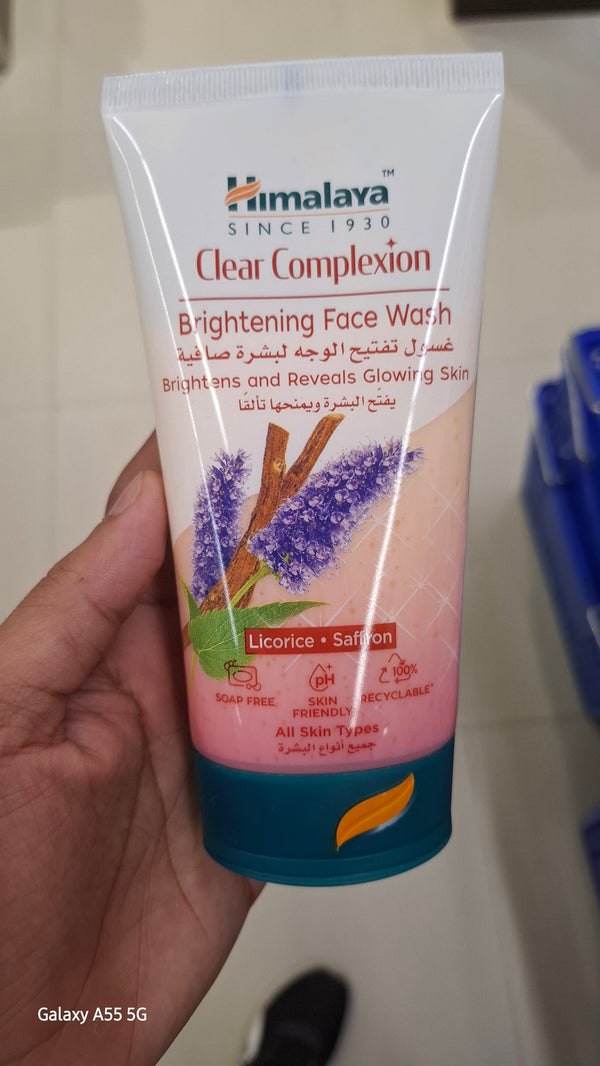 Himalaya™
SINCE 1930
Clear Complexion
Brightening Face Wash
غسول تفتيح الوجه لبشرة صافية
Brightens and Reveals Glowing Skin
يفتّح البشرة ويمنحها تألقًا
Licorice • Saffron
SOAP FREE
pH
SKIN FRIENDLY
100%
RECYCLABLE*
All Skin Types
جميع أنواع البشرة
Galaxy A55 5G